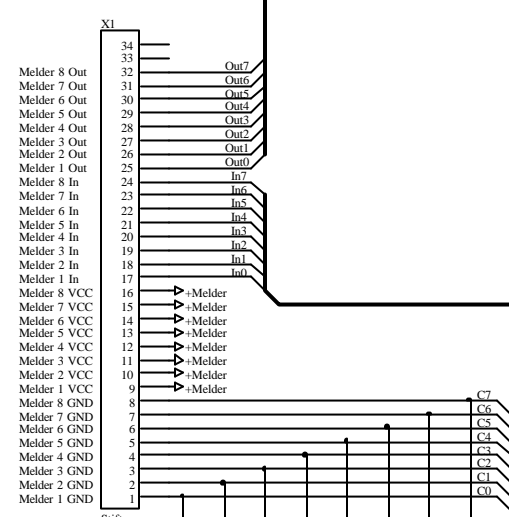 X1
34
33
Melder 8 Out 32 Out7
Melder 7 Out 31 Out6
Melder 6 Out 30 Out5
Melder 5 Out 29 Out4
Melder 4 Out 28 Out3
Melder 3 Out 27 Out2
Melder 2 Out 26 Out1
Melder 1 Out 25 Out0
Melder 8 In 24 In7
Melder 7 In 23 In6
Melder 6 In 22 In5
Melder 5 In 21 In4
Melder 4 In 20 In3
Melder 3 In 19 In2
Melder 2 In 18 In1
Melder 1 In 17 In0
Melder 8 VCC 16 +Melder
Melder 7 VCC 15 +Melder
Melder 6 VCC 14 +Melder
Melder 5 VCC 13 +Melder
Melder 4 VCC 12 +Melder
Melder 3 VCC 11 +Melder
Melder 2 VCC 10 +Melder
Melder 1 VCC 9 +Melder
Melder 8 GND 8 C7
Melder 7 GND 7 C6
Melder 6 GND 6 C5
Melder 5 GND 5 C4
Melder 4 GND 4 C3
Melder 3 GND 3 C2
Melder 2 GND 2 C1
Melder 1 GND 1 C0